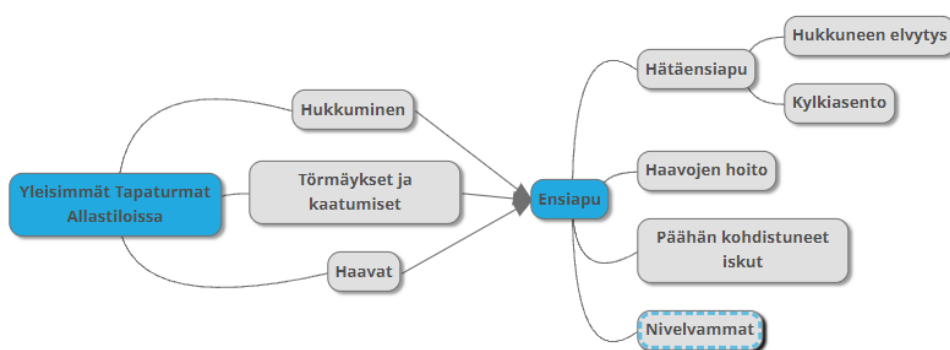 Yleisimmät Tapaturmat
Allastiloissa
Hukkuminen
Törmäykset ja
kaatumiset
Haavat
Ensiapu
Hätäensiapu
Hukkuneen elvytys
Kylkiasento
Haavojen hoito
Päähän kohdistuneet
iskut
Nivelvammat